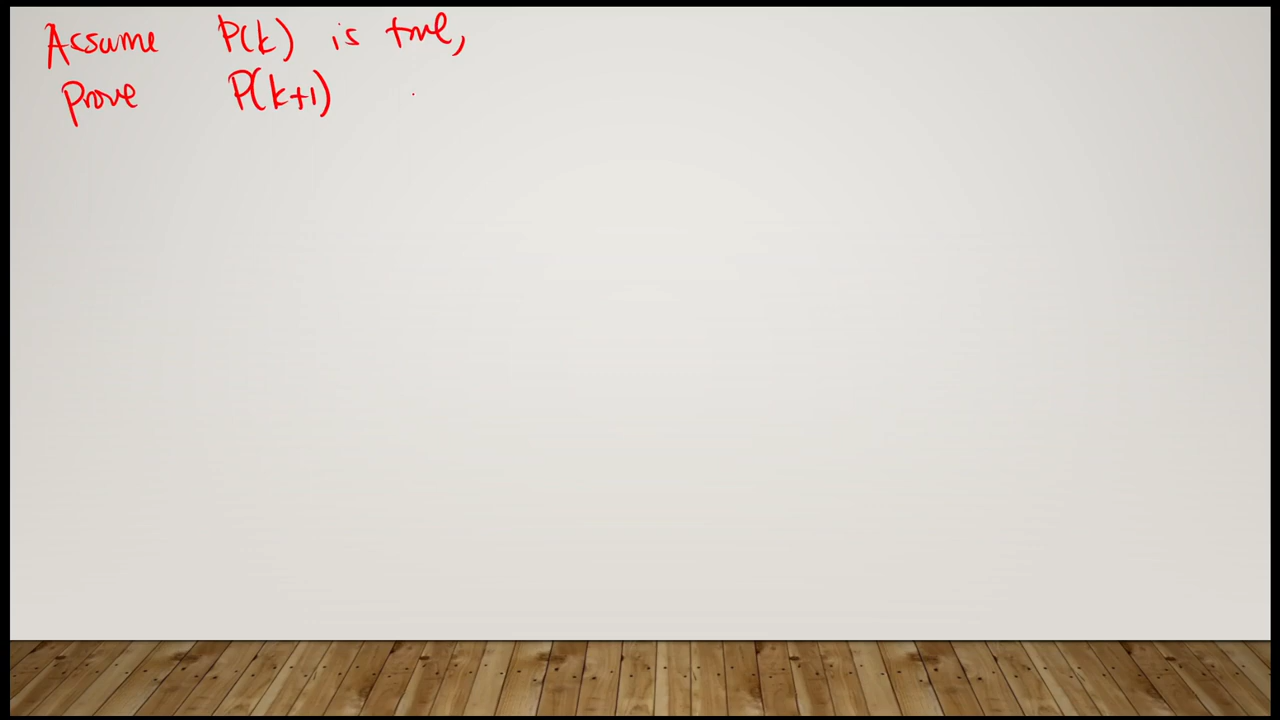 Assume P(k) is true,
Prove P(k+1)